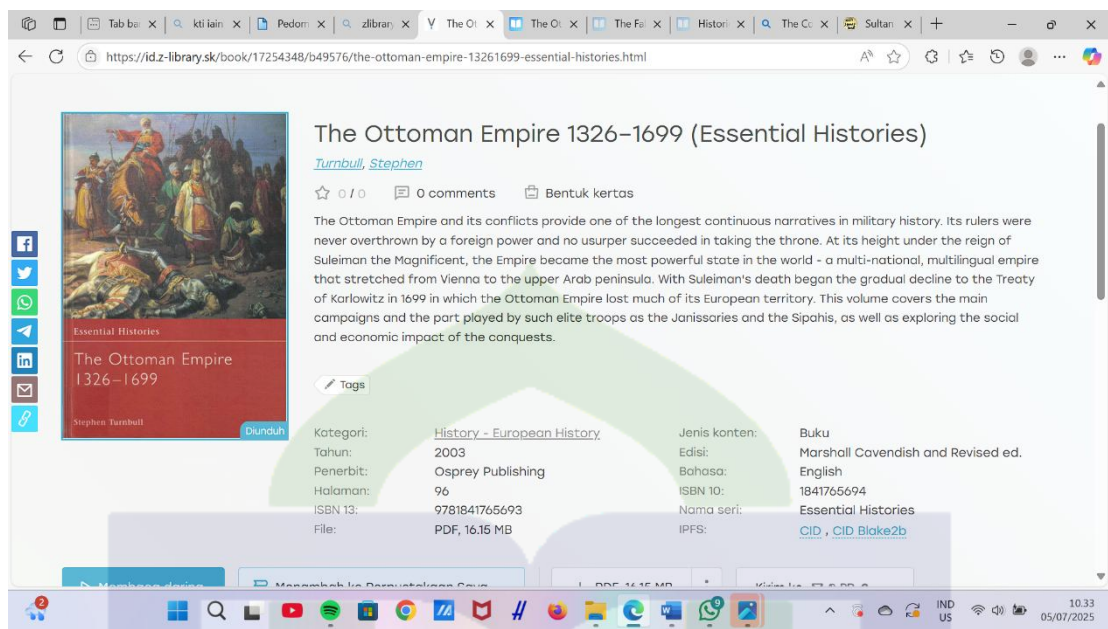 Tab ba
kti iain
Pedom
zlibrar
The Ot
The Ot
The Fal
Histori
The Co
Sultan
https://id.z-library.sk/book/17254348/b49576/the-ottoman-empire-13261699-essential-histories.html
Essential Histories
The Ottoman Empire
1326–1699
Stephen Turnbull
Diunduh
The Ottoman Empire 1326–1699 (Essential Histories)
Turnbull, Stephen
0 / 0
0 comments
Bentuk kertas
The Ottoman Empire and its conflicts provide one of the longest continuous narratives in military history. Its rulers were
never overthrown by a foreign power and no usurper succeeded in taking the throne. At its height under the reign of
Suleiman the Magnificent, the Empire became the most powerful state in the world - a multi-national, multilingual empire
that stretched from Vienna to the upper Arab peninsula. With Suleiman's death began the gradual decline to the Treaty
of Karlowitz in 1699 in which the Ottoman Empire lost much of its European territory. This volume covers the main
campaigns and the part played by such elite troops as the Janissaries and the Sipahis, as well as exploring the social
and economic impact of the conquests.
Tags
Kategori: History - European History Jenis konten: Buku
Tahun: 2003 Edisi: Marshall Cavendish and Revised ed.
Penerbit: Osprey Publishing Bahasa: English
Halaman: 96 ISBN 10: 1841765694
ISBN 13: 9781841765693 Nama seri: Essential Histories
File: PDF, 16.15 MB IPFS: CID , CID Blake2b
Membaca daring
PDF, 16.15 MB
IND
US
10.33
05/07/2025